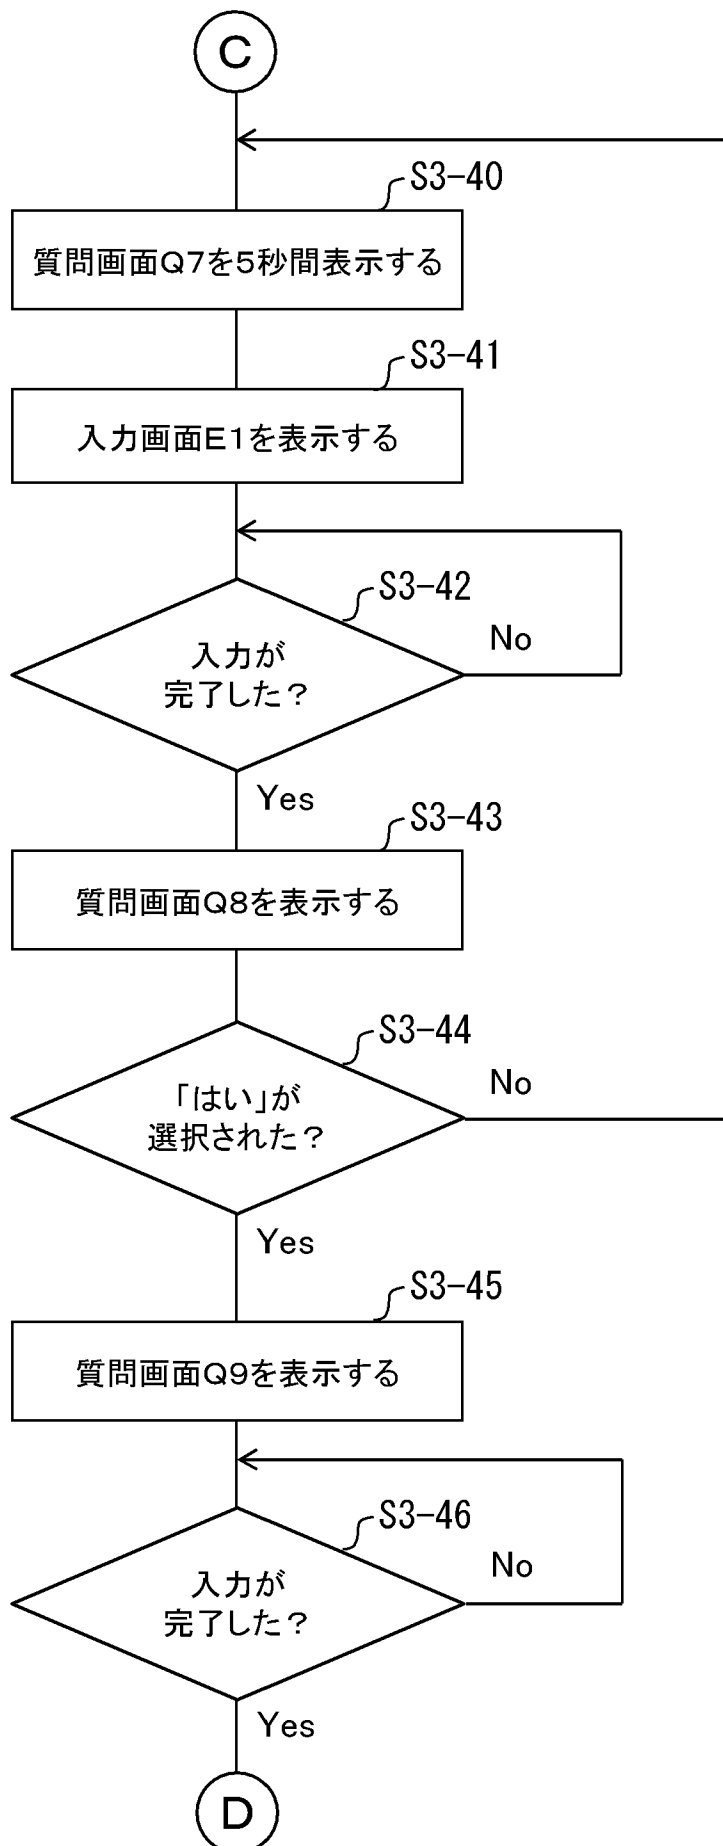 C
S3-40
質問画面Q7を5秒間表示する
S3-41
入力画面E1を表示する
S3-42
入力が
完了した？
No
Yes
S3-43
質問画面Q8を表示する
S3-44
「はい」が
選択された？
No
Yes
S3-45
質問画面Q9を表示する
S3-46
入力が
完了した？
No
Yes
D